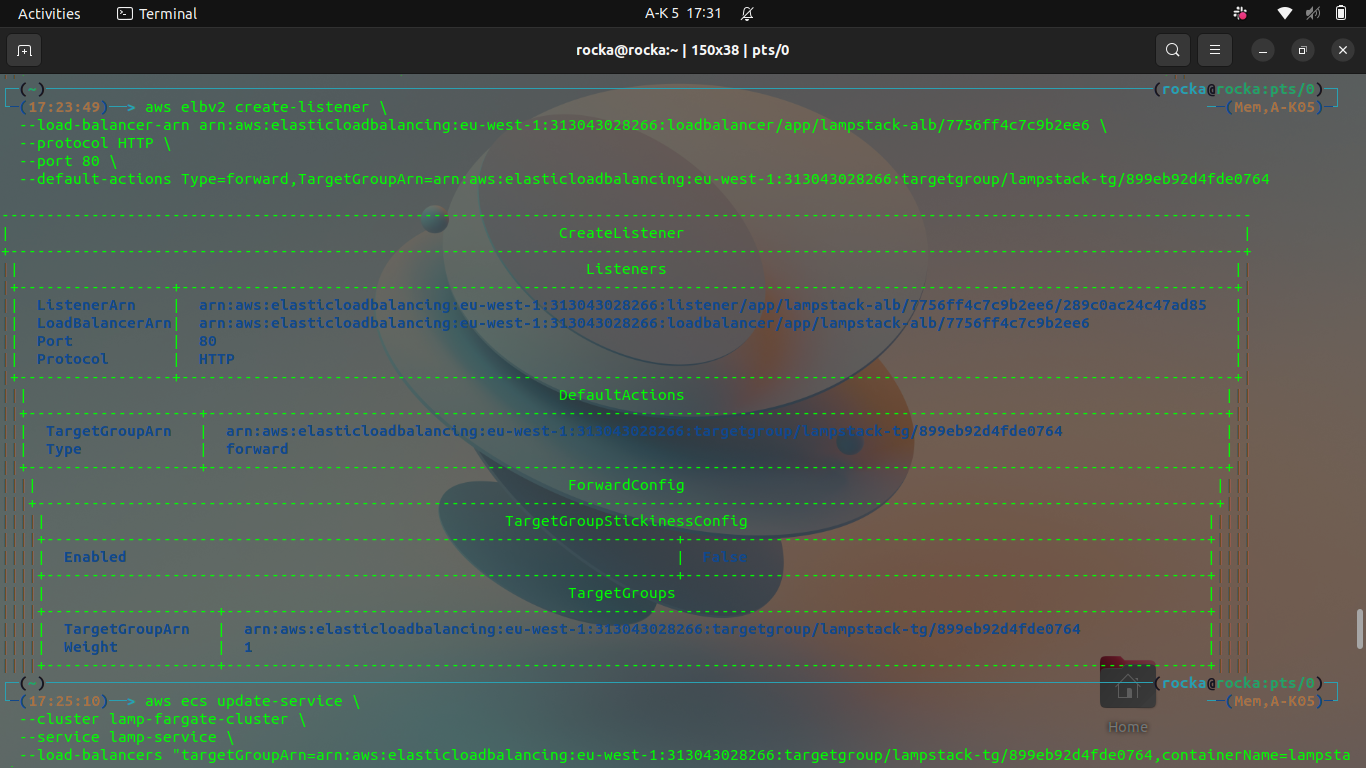 Activities
Terminal
A-K 5 17:31
rocka@rocka:~ | 150x38 | pts/0
(~) (rocka@rocka:pts/0)
(17:23:49)──> aws elbv2 create-listener \ (Mem,A-K05)
--load-balancer-arn arn:aws:elasticloadbalancing:eu-west-1:313043028266:loadbalancer/app/lampstack-alb/7756ff4c7c9b2ee6 \
--protocol HTTP \
--port 80 \
--default-actions Type=forward,TargetGroupArn=arn:aws:elasticloadbalancing:eu-west-1:313043028266:targetgroup/lampstack-tg/899eb92d4fde0764
CreateListener
Listeners
ListenerArn | arn:aws:elasticloadbalancing:eu-west-1:313043028266:listener/app/lampstack-alb/7756ff4c7c9b2ee6/289c0ac24c47ad85
LoadBalancerArn| arn:aws:elasticloadbalancing:eu-west-1:313043028266:loadbalancer/app/lampstack-alb/7756ff4c7c9b2ee6
Port | 80
Protocol | HTTP
DefaultActions
TargetGroupArn | arn:aws:elasticloadbalancing:eu-west-1:313043028266:targetgroup/lampstack-tg/899eb92d4fde0764
Type | forward
ForwardConfig
TargetGroupStickinessConfig
Enabled | False
TargetGroups
TargetGroupArn | arn:aws:elasticloadbalancing:eu-west-1:313043028266:targetgroup/lampstack-tg/899eb92d4fde0764
Weight | 1
(~) (rocka@rocka:pts/0)
(17:25:10)──> aws ecs update-service \ (Mem,A-K05)
--cluster lamp-fargate-cluster \
Home
--service lamp-service \
--load-balancers "targetGroupArn=arn:aws:elasticloadbalancing:eu-west-1:313043028266:targetgroup/lampstack-tg/899eb92d4fde0764,containerName=lampsta